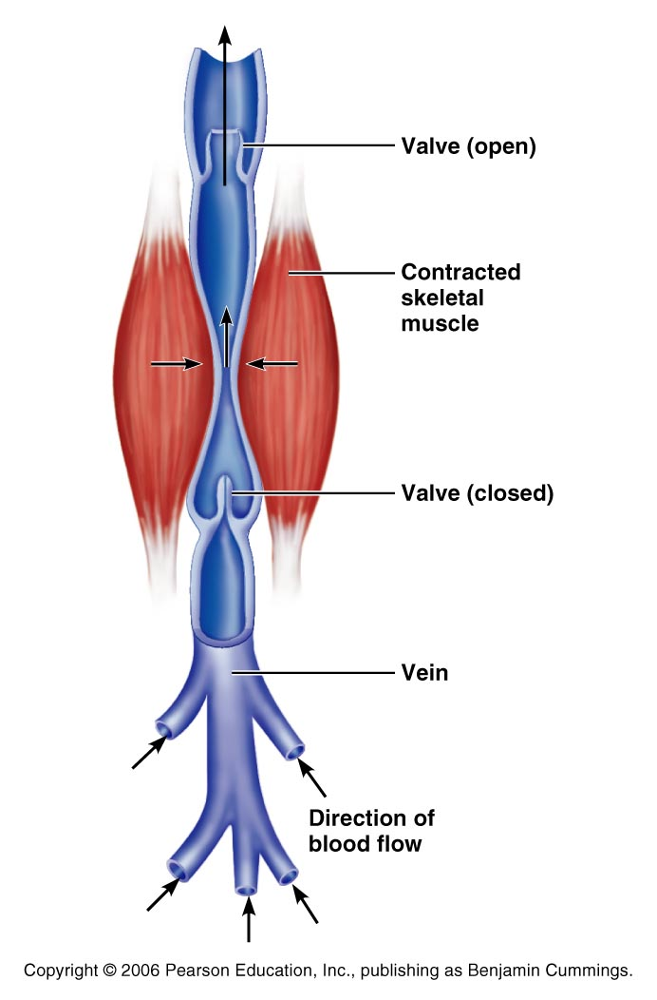 Valve (open)
Contracted
skeletal
muscle
Valve (closed)
Vein
Direction of
blood flow
Copyright © 2006 Pearson Education, Inc., publishing as Benjamin Cummings.